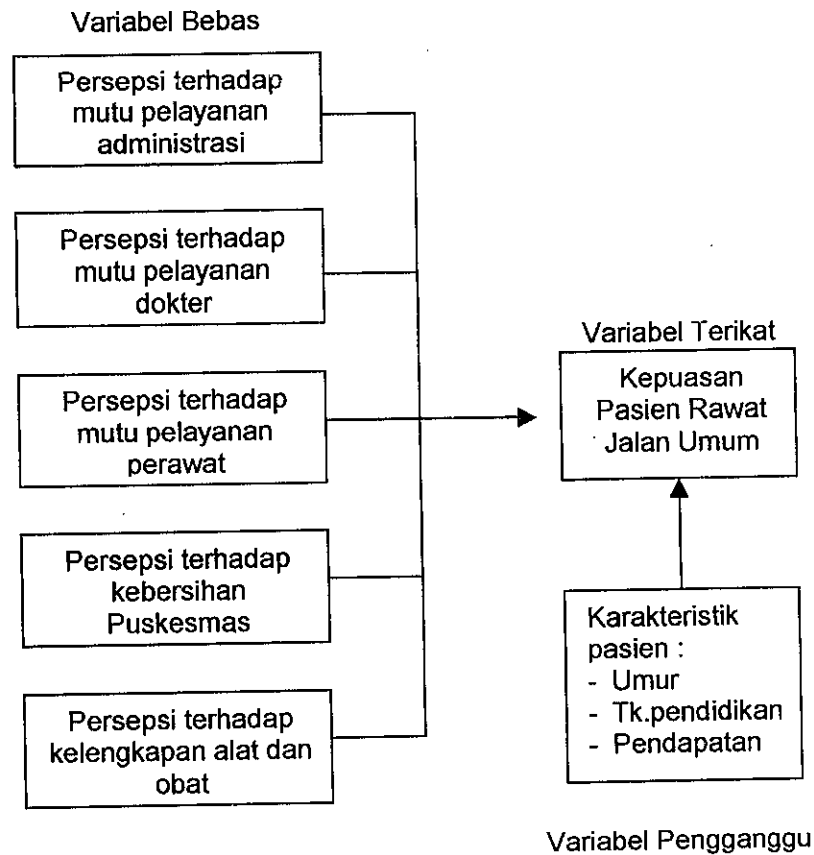 Variabel Bebas
Persepsi terhadap
mutu pelayanan
administrasi
Persepsi terhadap
mutu pelayanan
dokter
Persepsi terhadap
mutu pelayanan
perawat
Persepsi terhadap
kebersihan
Puskesmas
Persepsi terhadap
kelengkapan alat dan
obat
Variabel Terikat
Kepuasan
Pasien Rawat
Jalan Umum
Karakteristik
pasien :
- Umur
- Tk.pendidikan
- Pendapatan
Variabel Pengganggu